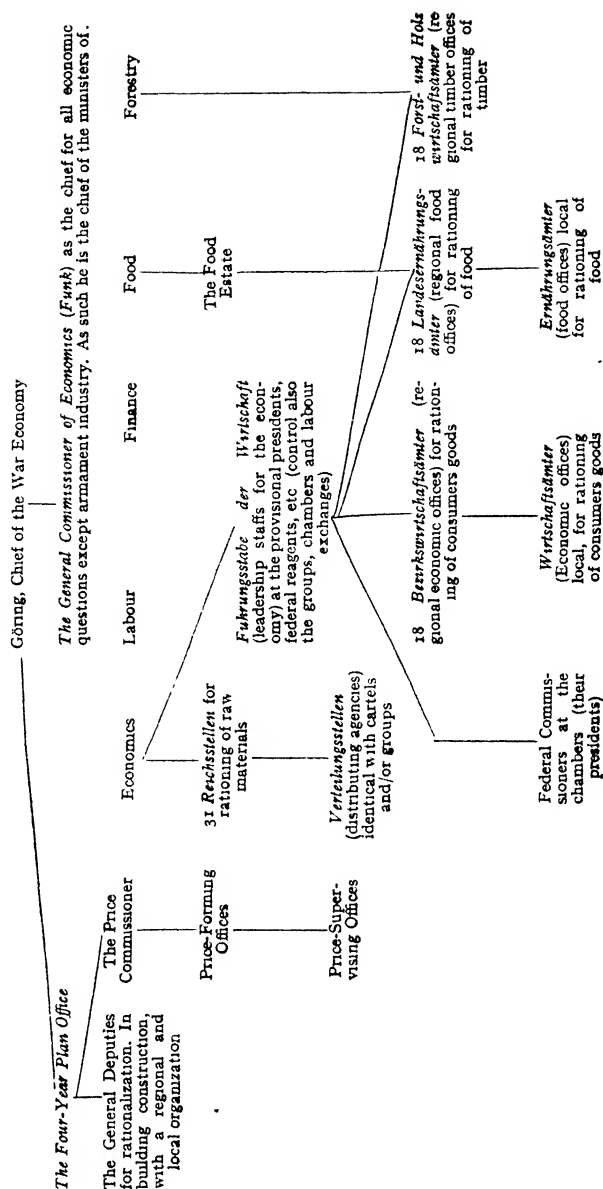 Göring, Chief of the War Economy
The Four-Year Plan Office
The General Commissioner of Economics (Funk) as the chief for all economic
questions except armament industry. As such he is the chief of the ministers of.
The General Deputies
for rationalization. In
building construction,
with a regional and
local organization
The Price
Commissioner
Economics
Labour
Finance
Food
Forestry
Price-Forming
Offices
31 Reichsstellen for
rationing of raw
materials
Fuhrungsstabe der Wirtschaft
(leadership staffs for the econ-
omy) at the provisional presidents,
federal reagents, etc (control also
the groups, chambers and labour
exchanges)
The Food
Estate
Price-Super-
vising Offices
Verteilungsstellen
(distributing agencies)
identical with cartels
and/or groups
18 Bezirkswirtschaftsämter (re-
gional economic offices) for ration-
ing of consumers goods
18 Landesernährungs-
ämter (regional food
offices) for rationing
of food
18 Forst- und Holz
wirtschaftsämter (re
gional timber offices
for rationing of
timber
Federal Commis-
sioners at the
chambers (their
presidents)
Wirtschaftsämter
(Economic offices)
local, for rationing
of consumers goods
Ernährungsämter
(food offices) local
for rationing of
food